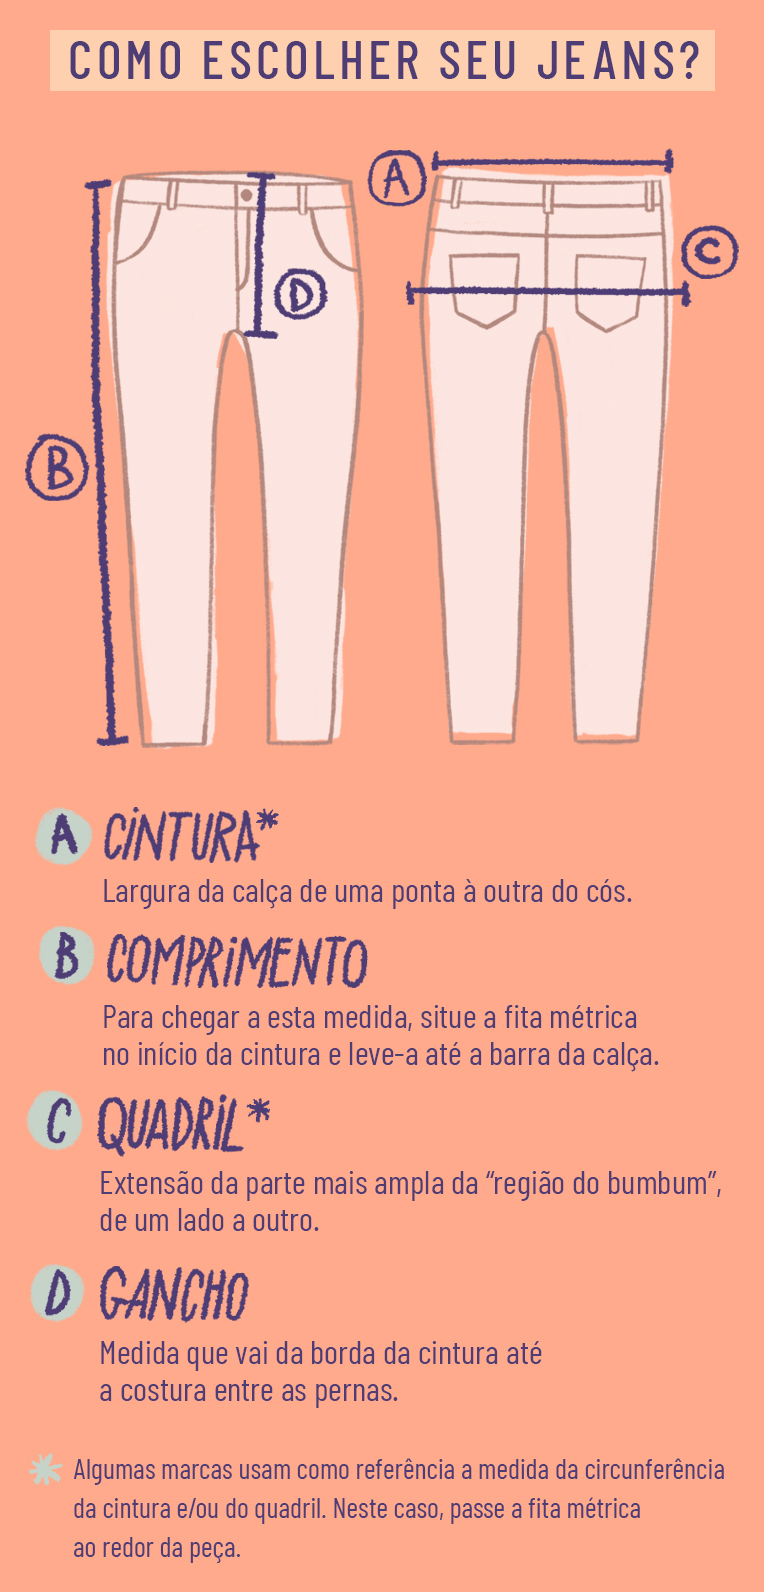 COMO ESCOLHER SEU JEANS?
A
C
D
B
A CINTURA*
Largura da calça de uma ponta à outra do cós.
B COMPRIMENTO
Para chegar a esta medida, situe a fita métrica
no início da cintura e leve-a até a barra da calça.
C QUADRIL*
Extensão da parte mais ampla da “região do bumbum”,
de um lado a outro.
D GANCHO
Medida que vai da borda da cintura até
a costura entre as pernas.
* Algumas marcas usam como referência a medida da circunferência
da cintura e/ou do quadril. Neste caso, passe a fita métrica
ao redor da peça.